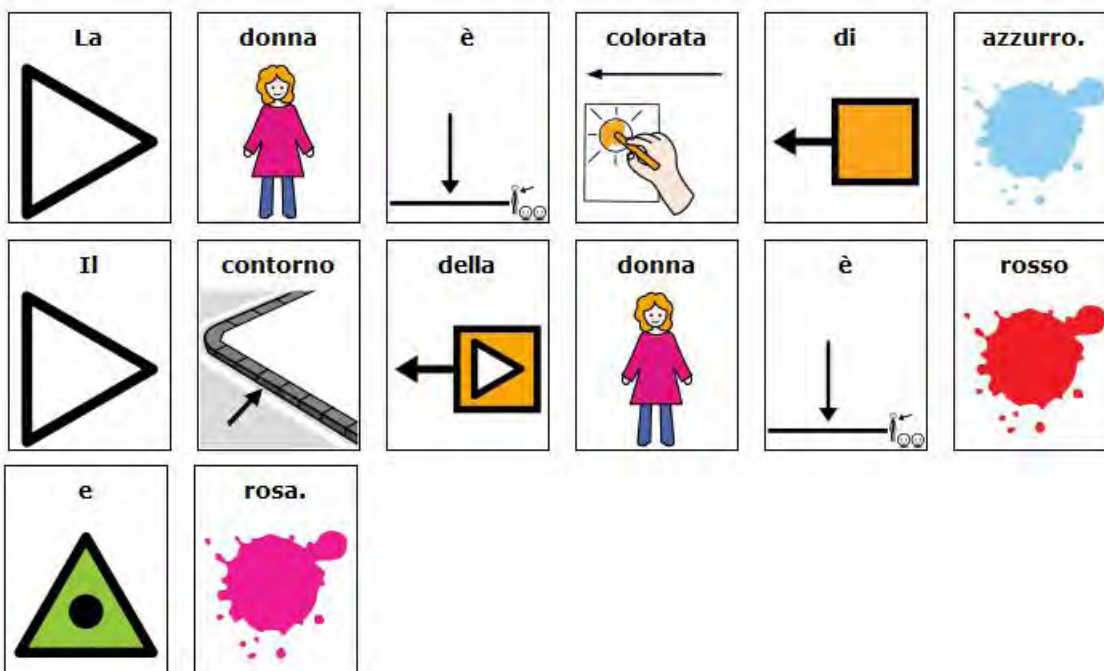 La donna è colorata di azzurro.
Il contorno della donna è rosso
e rosa.